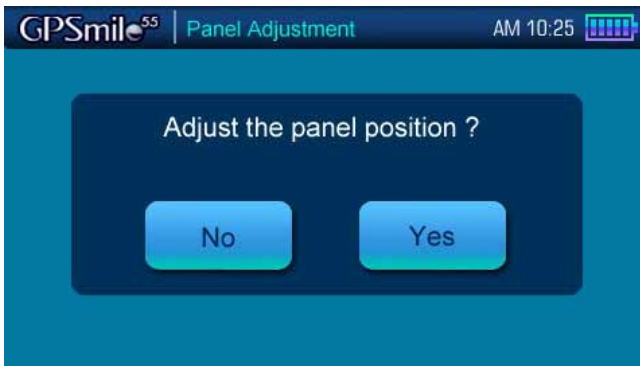 GPSmile55 Panel Adjustment AM 10:25
Adjust the panel position ?
No Yes